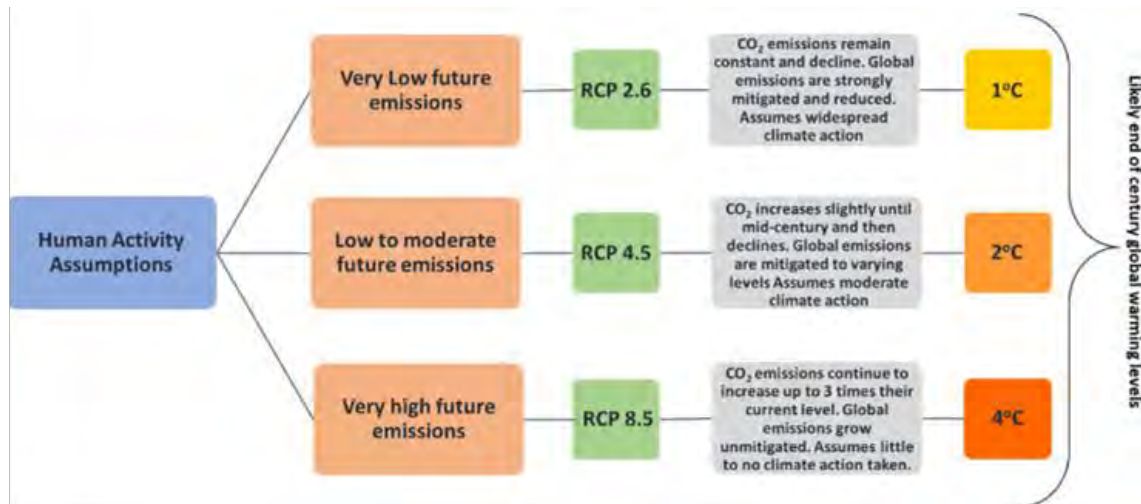 Human Activity
Assumptions
Very Low future
emissions
RCP 2.6
CO₂ emissions remain
constant and decline. Global
emissions are strongly
mitigated and reduced.
Assumes widespread
climate action
1°C
Low to moderate
future emissions
RCP 4.5
CO₂ increases slightly until
mid-century and then
declines. Global emissions
are mitigated to varying
levels Assumes moderate
climate action
2°C
Very high future
emissions
RCP 8.5
CO₂ emissions continue to
increase up to 3 times their
current level. Global
emissions grow
unmitigated. Assumes little
to no climate action taken.
4°C
Likely end of century global warming levels